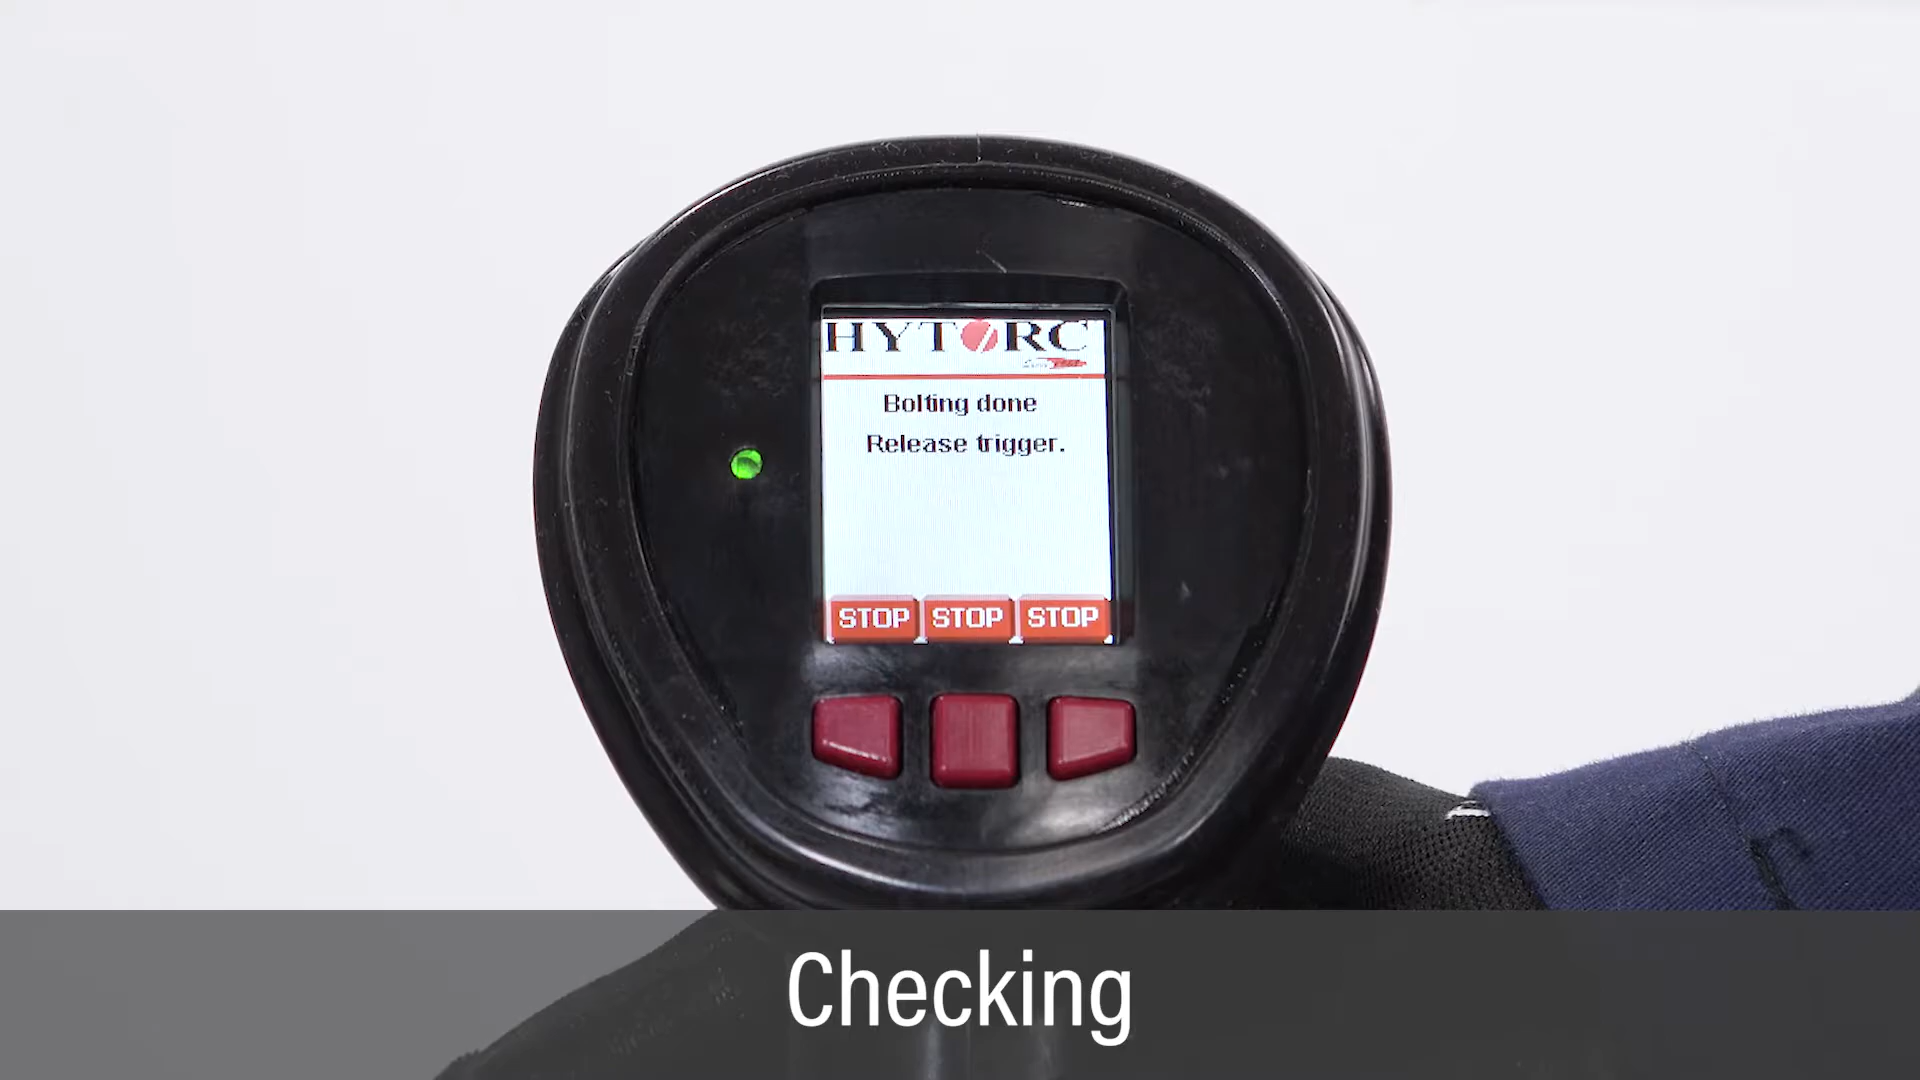 HYTORC
Bolting done
Release trigger.
STOP STOP STOP
Checking